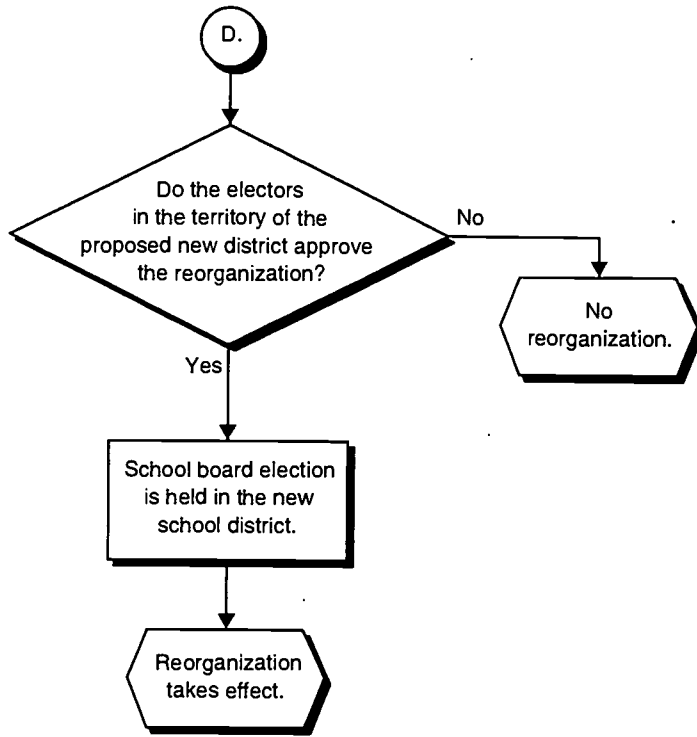 D.
Do the electors
in the territory of the
proposed new district approve
the reorganization?
No
No
reorganization.
Yes
School board election
is held in the new
school district.
Reorganization
takes effect.